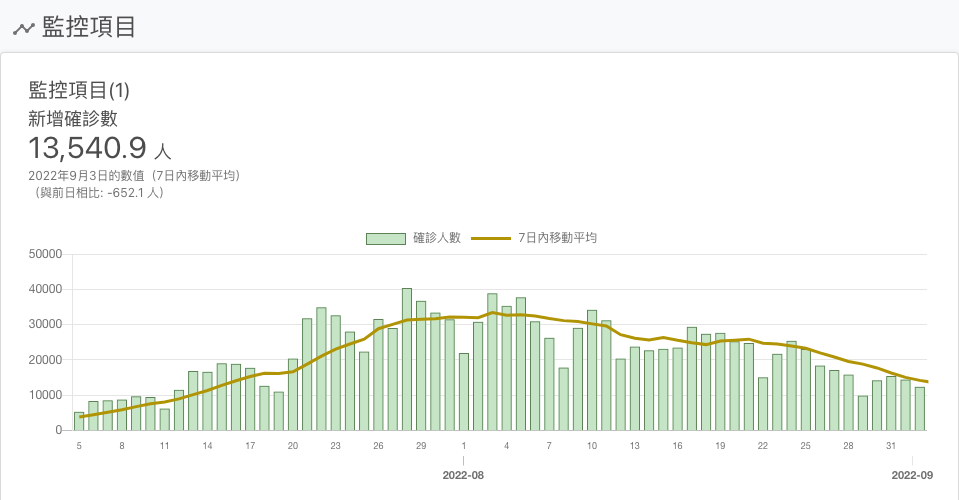 監控項目
監控項目(1)
新增確診數
13,540.9 人
2022年9月3日的數值（7日內移動平均）
（與前日相比: -652.1 人）
確診人數 7日內移動平均
50000
40000
30000
20000
10000
0
5 8 11 14 17 20 23 26 29 1 4 7 10 13 16 19 22 25 28 31
2022-08 2022-09